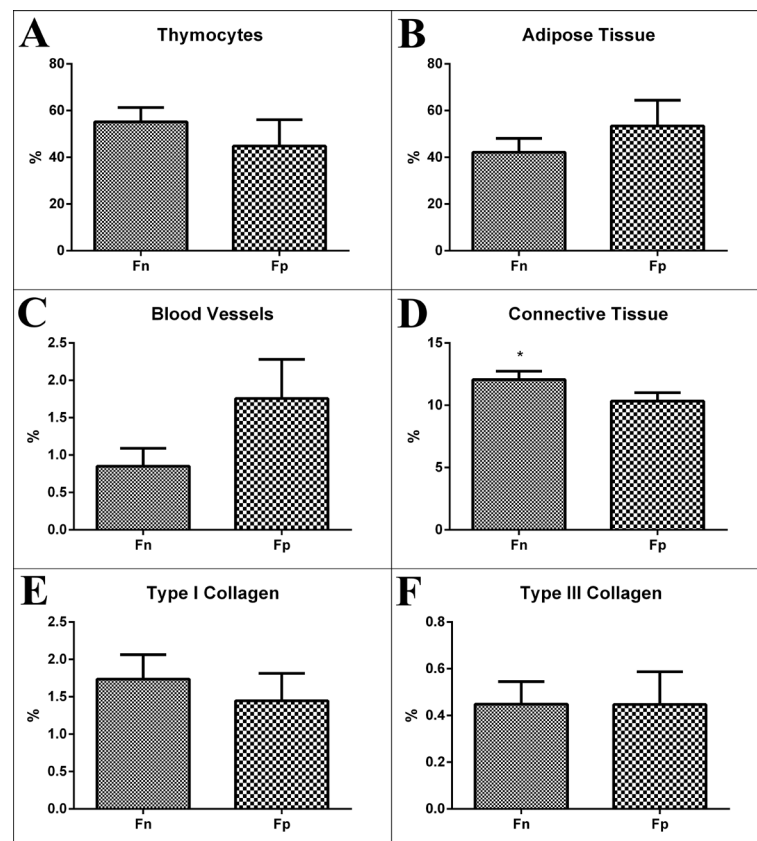 A
Thymocytes
80
60
40
20
0
%
Fn
Fp
B
Adipose Tissue
80
60
40
20
0
%
Fn
Fp
C
Blood Vessels
2.5
2.0
1.5
1.0
0.5
0.0
%
Fn
Fp
D
Connective Tissue
15
10
5
0
%
*
Fn
Fp
E
Type I Collagen
2.5
2.0
1.5
1.0
0.5
0.0
%
Fn
Fp
F
Type III Collagen
0.8
0.6
0.4
0.2
0.0
%
Fn
Fp